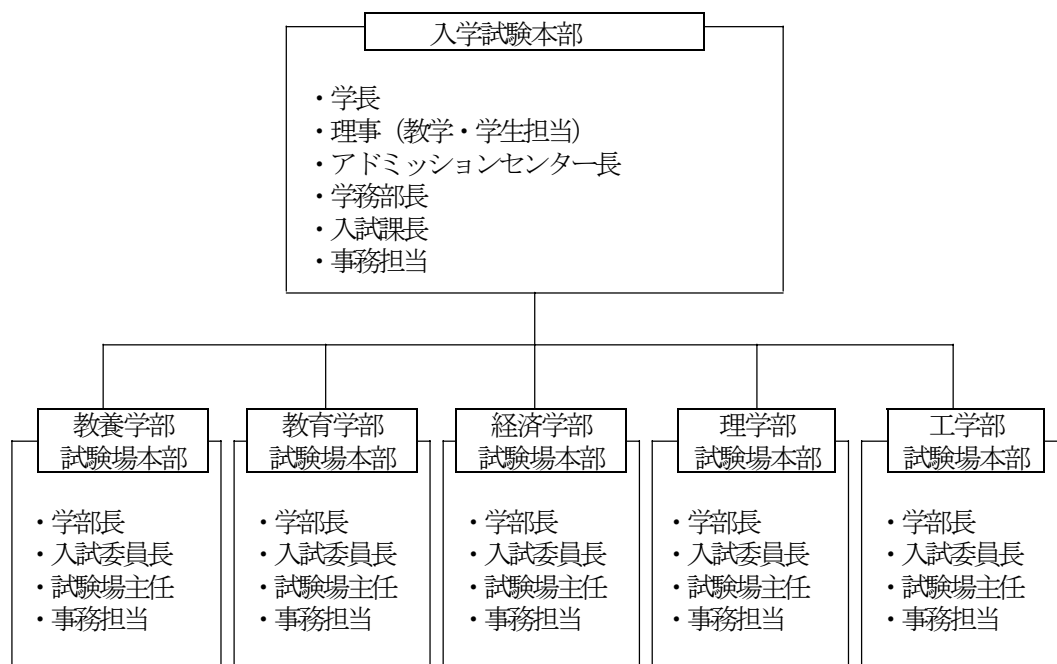 入学試験本部
・学長
・理事（教学・学生担当）
・アドミッションセンター長
・学務部長
・入試課長
・事務担当
教養学部
試験場本部
・学部長
・入試委員長
・試験場主任
・事務担当
教育学部
試験場本部
・学部長
・入試委員長
・試験場主任
・事務担当
経済学部
試験場本部
・学部長
・入試委員長
・試験場主任
・事務担当
理学部
試験場本部
・学部長
・入試委員長
・試験場主任
・事務担当
工学部
試験場本部
・学部長
・入試委員長
・試験場主任
・事務担当